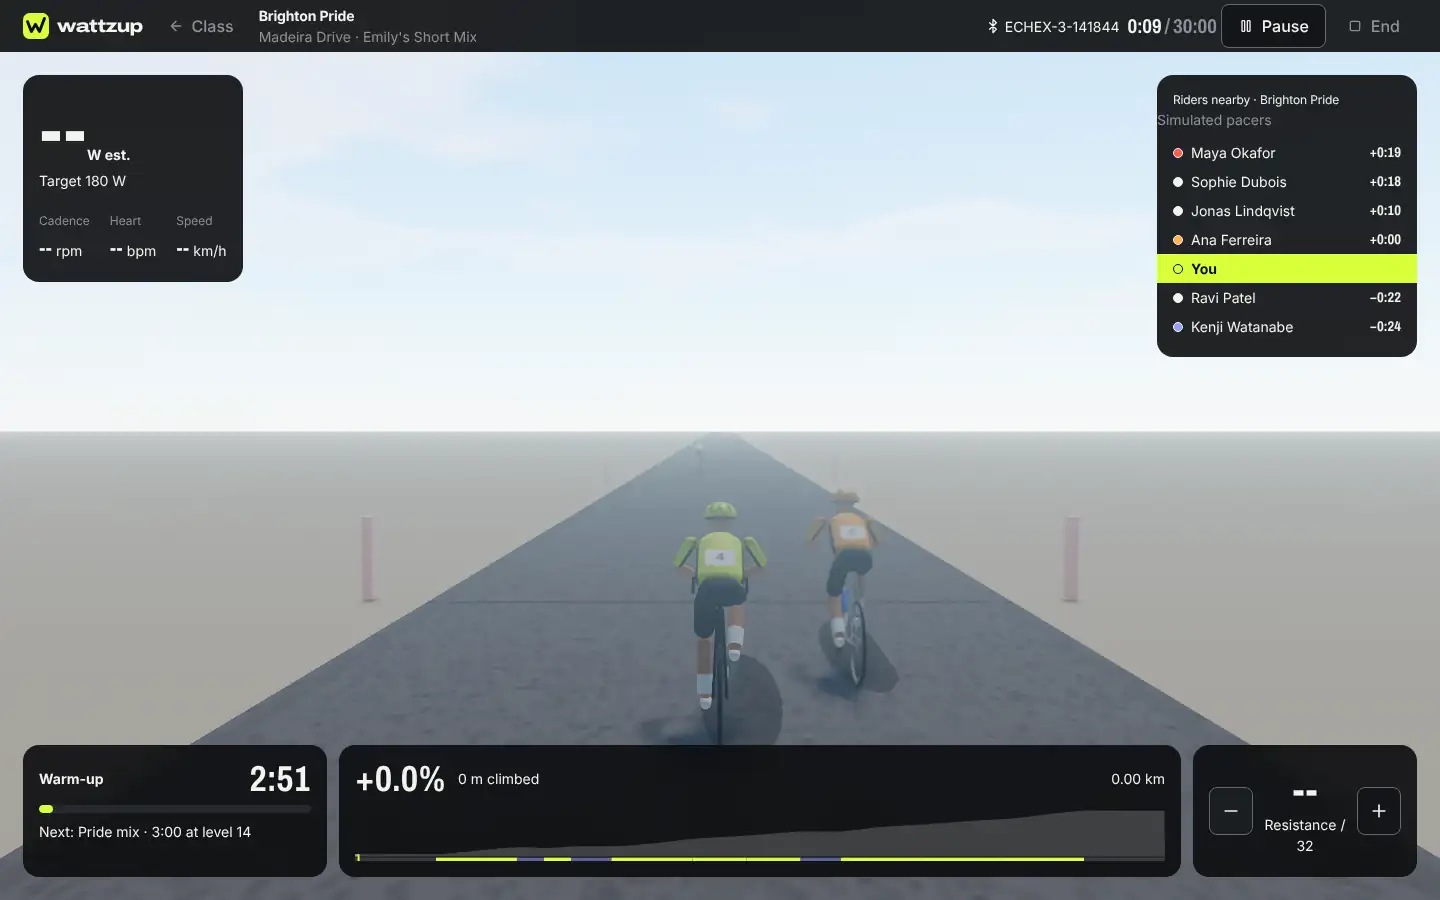 W wattzup
← Class
Brighton Pride
Madeira Drive · Emily's Short Mix
ECHEX-3-141844
0:09 / 30:00
Pause
End
--
W est.
Target 180 W
Cadence Heart Speed
-- rpm -- bpm -- km/h
Riders nearby · Brighton Pride
Simulated pacers
Maya Okafor +0:19
Sophie Dubois +0:18
Jonas Lindqvist +0:10
Ana Ferreira +0:00
You
Ravi Patel −0:22
Kenji Watanabe −0:24
4
Warm-up 2:51
Next: Pride mix · 3:00 at level 14
+0.0% 0 m climbed 0.00 km
− -- +
Resistance /
32